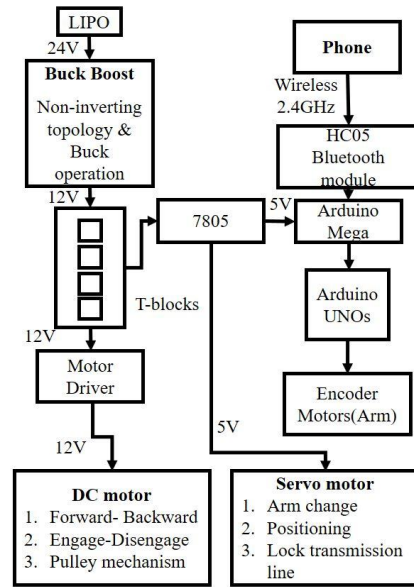 LIPO
24V
Buck Boost
Non-inverting
topology &
Buck
operation
12V
T-blocks
12V
Motor
Driver
12V
DC motor
1. Forward- Backward
2. Engage-Disengage
3. Pulley mechanism
7805
5V
5V
Phone
Wireless
2.4GHz
HC05
Bluetooth
module
Arduino
Mega
Arduino
UNOs
Encoder
Motors(Arm)
Servo motor
1. Arm change
2. Positioning
3. Lock transmission
line